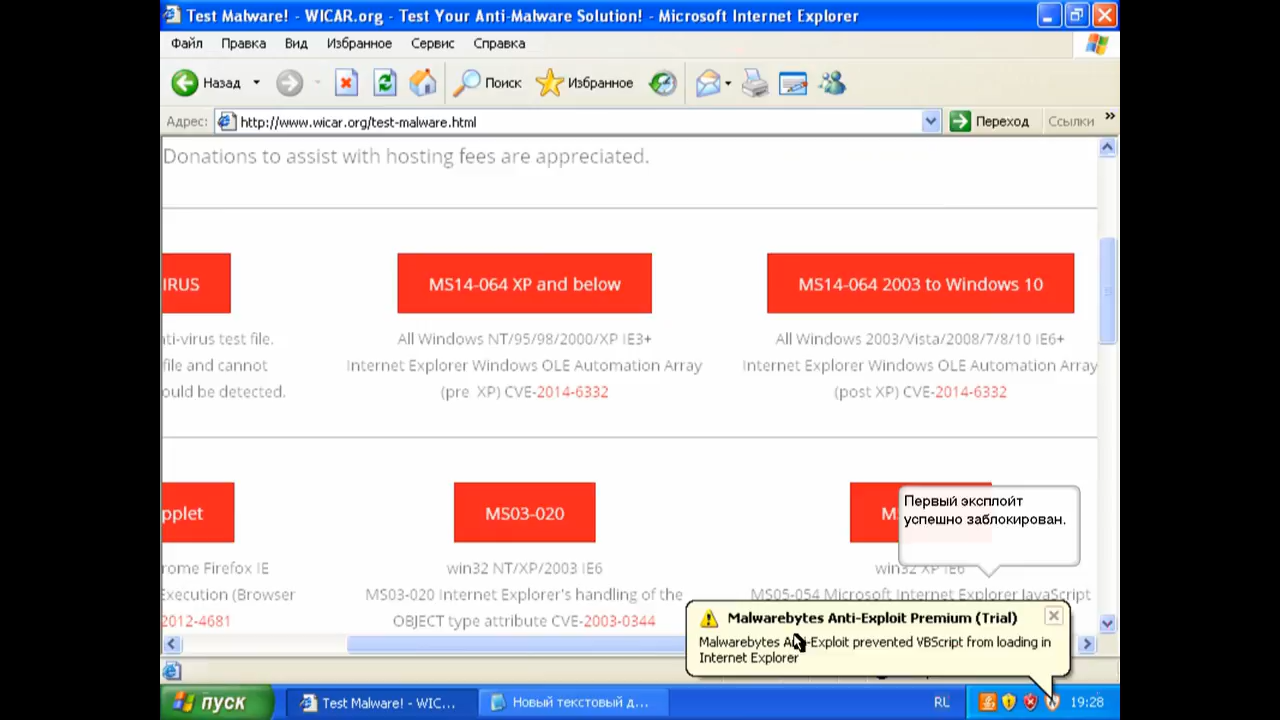 Test Malware! - WICAR.org - Test Your Anti-Malware Solution! - Microsoft Internet Explorer
Файл Правка Вид Избранное Сервис Справка
Назад Поиск Избранное
Адрес: http://www.wicar.org/test-malware.html Переход Ссылки »
Donations to assist with hosting fees are appreciated.
IRUS MS14-064 XP and below MS14-064 2003 to Windows 10
ti-virus test file. All Windows NT/95/98/2000/XP IE3+ All Windows 2003/Vista/2008/7/8/10 IE6+
file and cannot Internet Explorer Windows OLE Automation Array Internet Explorer Windows OLE Automation Array
ould be detected. (pre XP) CVE-2014-6332 (post XP) CVE-2014-6332
pplet MS03-020 M
Первый эксплойт
успешно заблокирован.
rome Firefox IE win32 NT/XP/2003 IE6 win32 XP IE6
xecution (Browser MS03-020 Internet Explorer's handling of the MS05-054 Microsoft Internet Explorer JavaScript
2012-4681 OBJECT type attribute CVE-2003-0344
Malwarebytes Anti-Exploit Premium (Trial)
Malwarebytes Anti-Exploit prevented VBScript from loading in
Internet Explorer
пуск Test Malware! - WIC... Новый текстовый д... RL 19:28